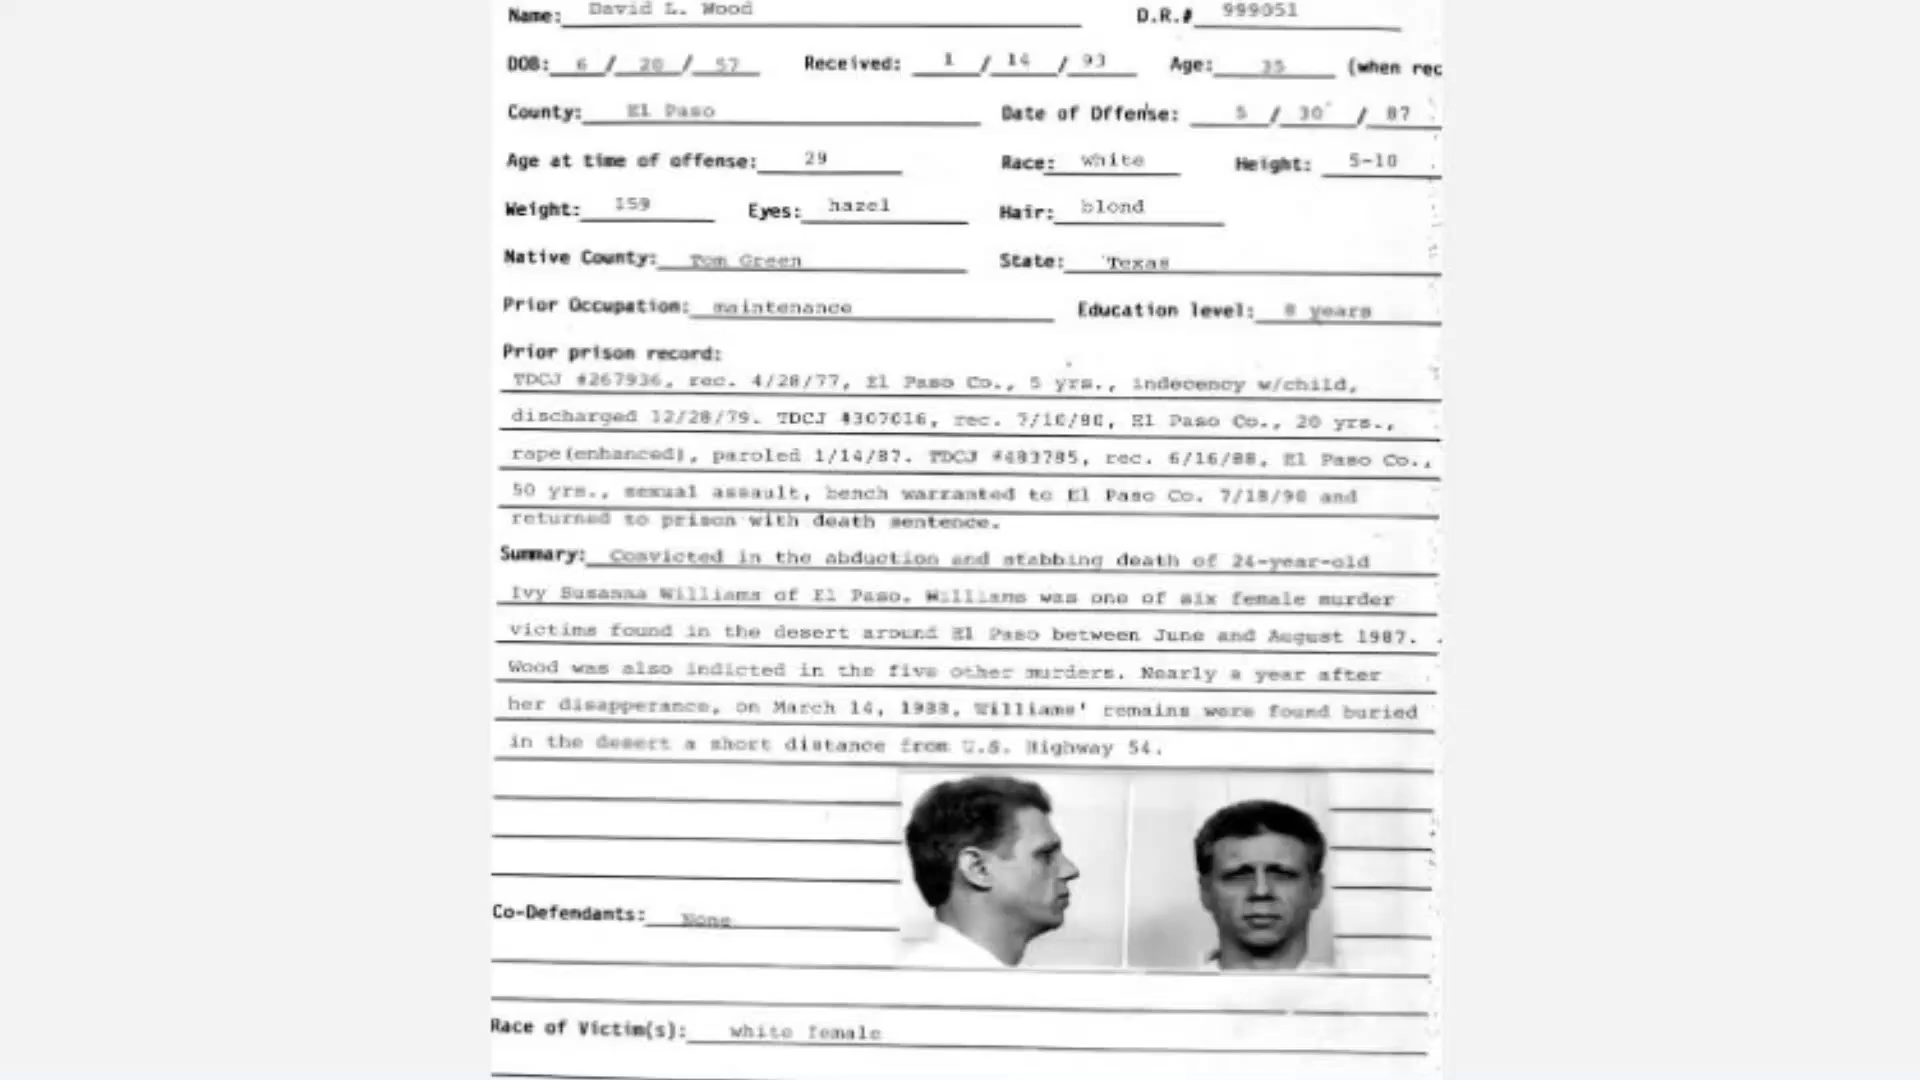 Name: David L. Wood D.R.# 999051
DOB: 6 / 20 / 57 Received: 1 / 14 / 93 Age: 35 (when rec
County: El Paso Date of Offense: 5 / 30 / 87
Age at time of offense: 29 Race: white Height: 5-10
Weight: 159 Eyes: hazel Hair: blond
Native County: Tom Green State: Texas
Prior Occupation: maintenance Education level: 8 years
Prior prison record:
TDCJ #267936, rec. 4/28/77, El Paso Co., 5 yrs., indecency w/child,
discharged 12/28/79. TDCJ #307016, rec. 7/10/80, El Paso Co., 20 yrs.,
rape(enhanced), paroled 1/14/87. TDCJ #483785, rec. 6/16/88, El Paso Co.,
50 yrs., sexual assault, bench warranted to El Paso Co. 7/18/90 and
returned to prison with death sentence.
Summary: Convicted in the abduction and stabbing death of 24-year-old
Ivy Susanna Williams of El Paso. Williams was one of six female murder
victims found in the desert around El Paso between June and August 1987.
Wood was also indicted in the five other murders. Nearly a year after
her disapperance, on March 14, 1988, Williams' remains were found buried
in the desert a short distance from U.S. Highway 54.
Co-Defendants: None
Race of Victim(s): white female